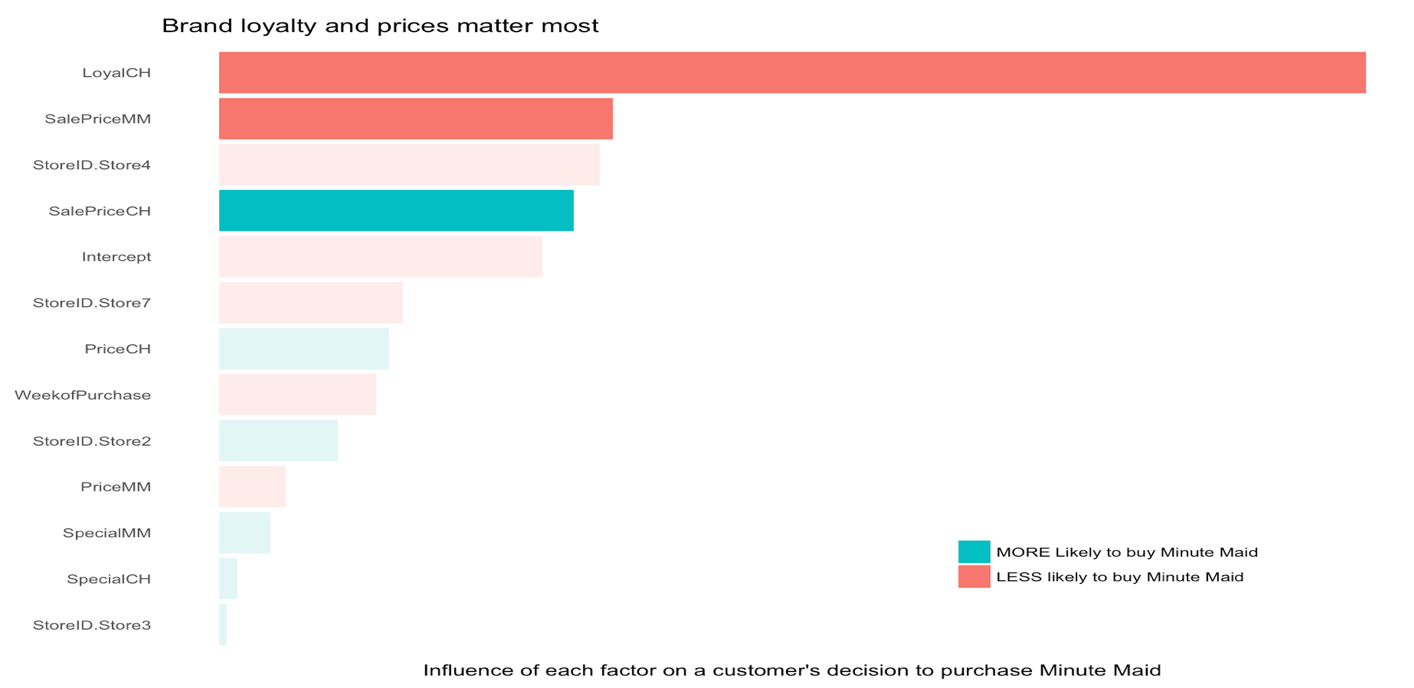 Brand loyalty and prices matter most
LoyalCH
SalePriceMM
StoreID.Store4
SalePriceCH
Intercept
StoreID.Store7
PriceCH
WeekofPurchase
StoreID.Store2
PriceMM
SpecialMM
SpecialCH
StoreID.Store3
MORE Likely to buy Minute Maid
LESS likely to buy Minute Maid
Influence of each factor on a customer's decision to purchase Minute Maid